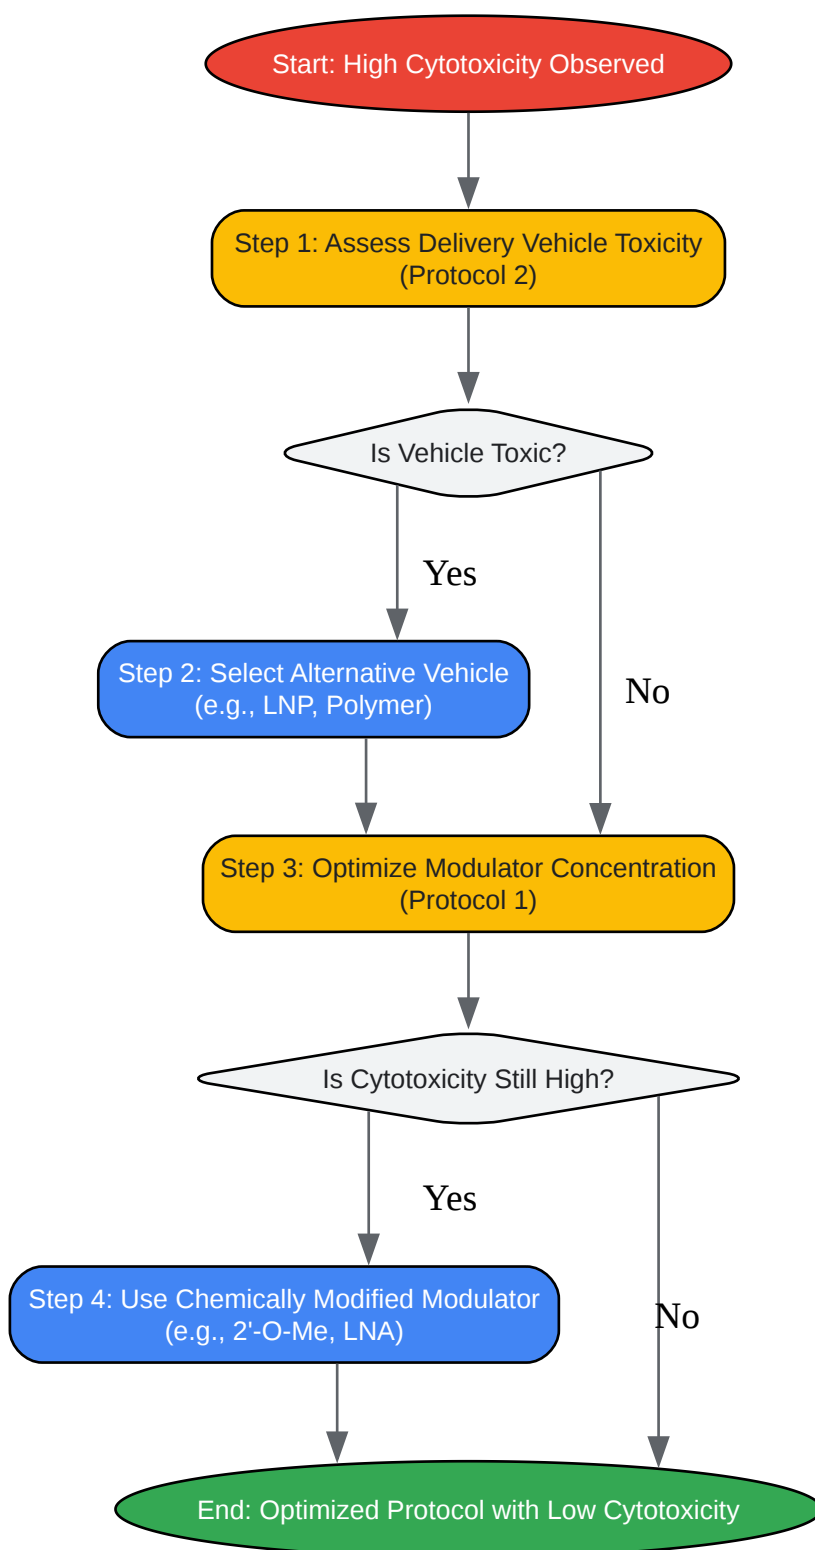 Start: High Cytotoxicity Observed
Step 1: Assess Delivery Vehicle Toxicity
(Protocol 2)
Is Vehicle Toxic?
Yes
Step 2: Select Alternative Vehicle
(e.g., LNP, Polymer)
No
Step 3: Optimize Modulator Concentration
(Protocol 1)
Is Cytotoxicity Still High?
Yes
Step 4: Use Chemically Modified Modulator
(e.g., 2'-O-Me, LNA)
No
End: Optimized Protocol with Low Cytotoxicity